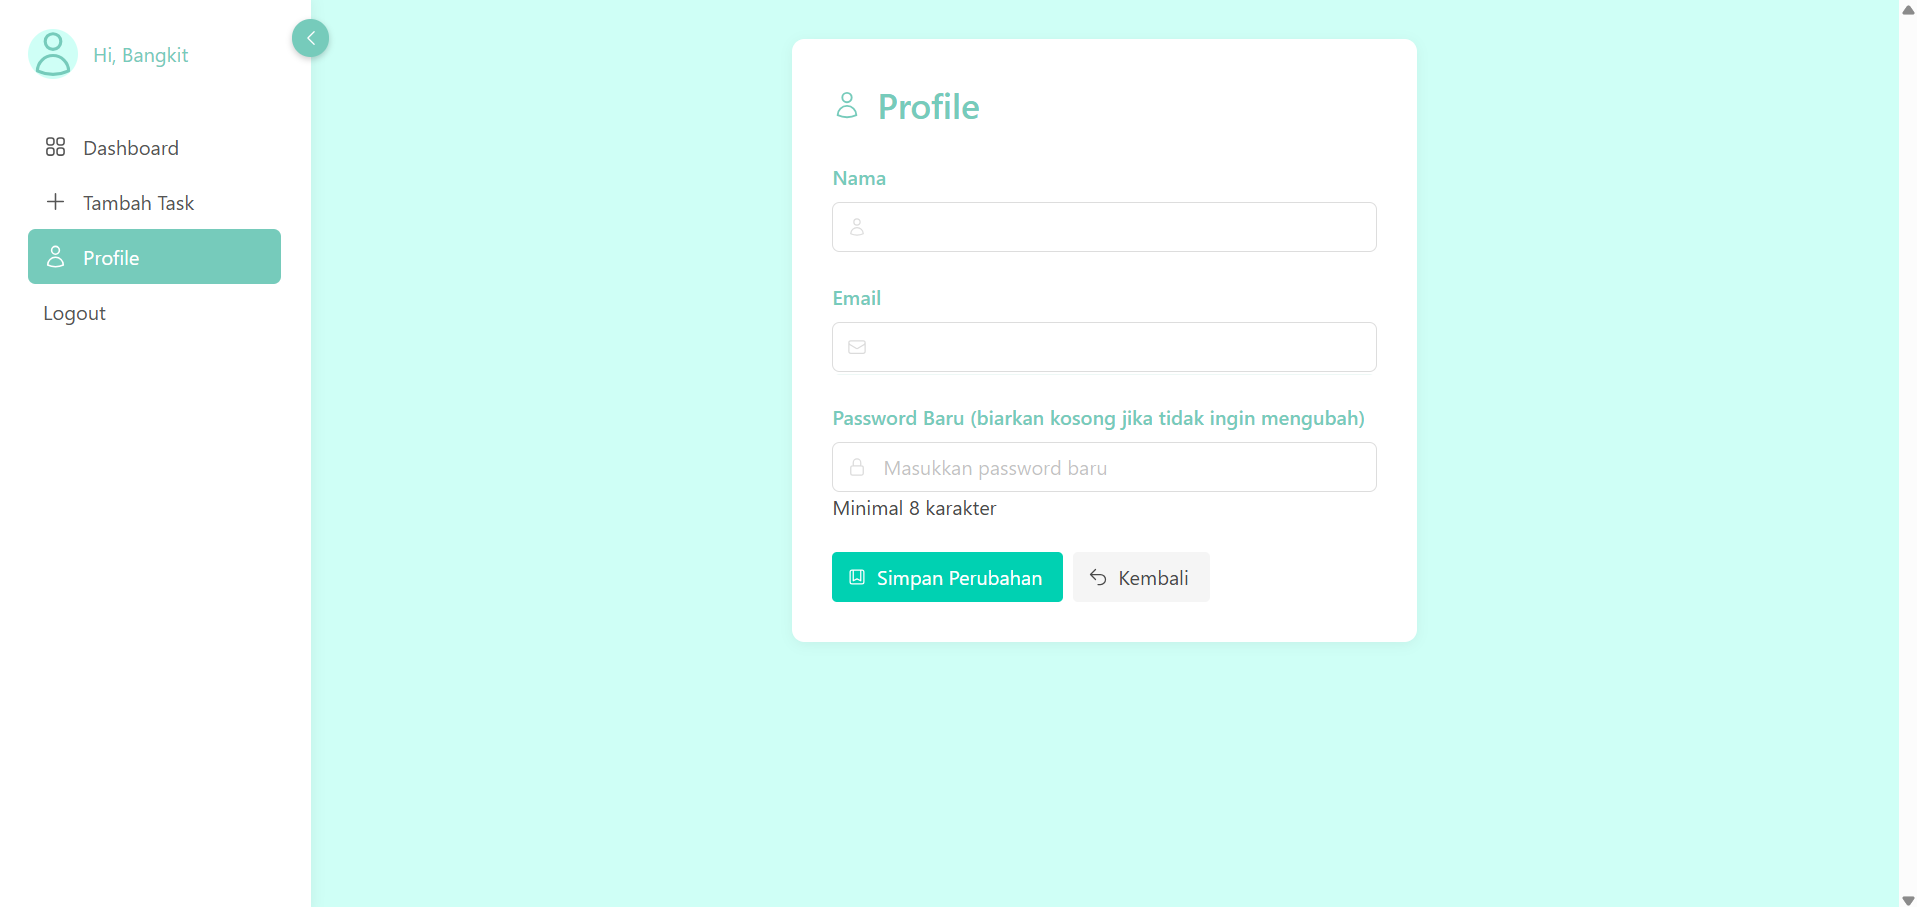 Hi, Bangkit
Dashboard
Tambah Task
Profile
Logout
Profile
Nama
Email
Password Baru (biarkan kosong jika tidak ingin mengubah)
Masukkan password baru
Minimal 8 karakter
Simpan Perubahan
Kembali